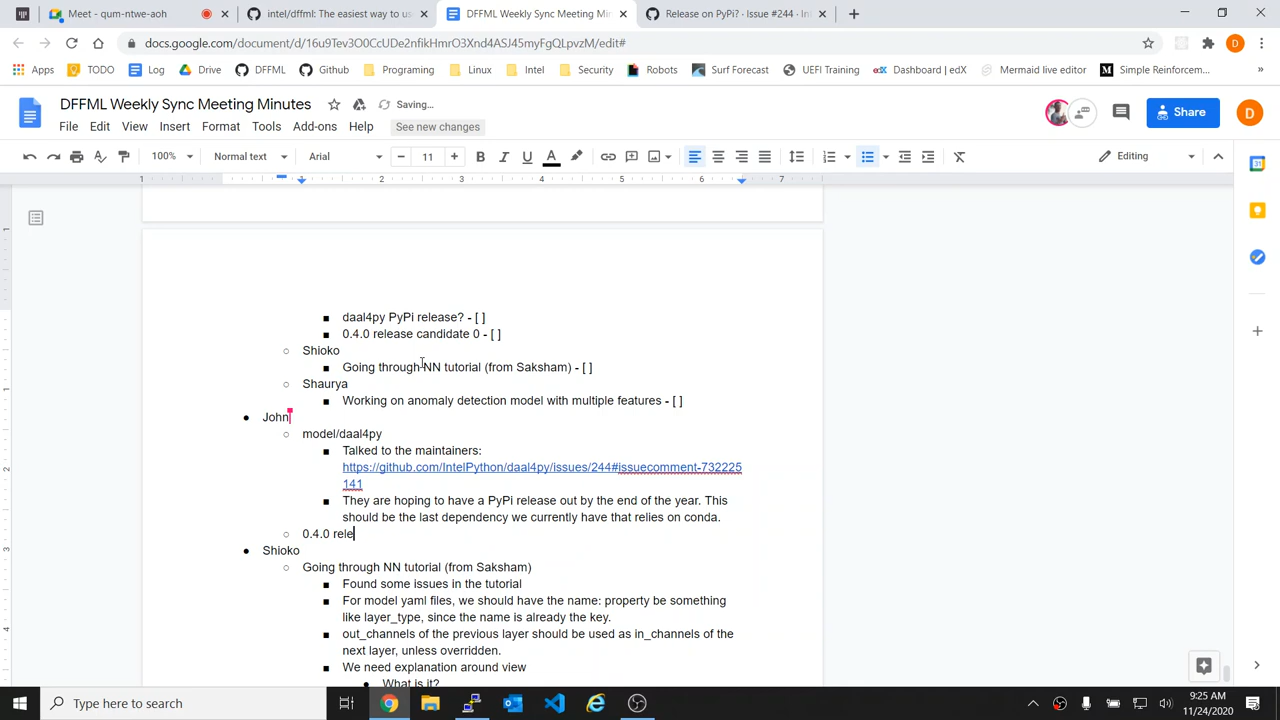 Meet - qum-ntwe-aoh
intel/dffml: The easiest way to us
DFFML Weekly Sync Meeting Min
Release on PyPi? · Issue #244 · Int
docs.google.com/document/d/16u9Tev3O0CcUDe2nfikHmrO3Xnd4ASJ45myFgQLpvzM/edit#
Apps TODO Log Drive DFFML Github Programing Linux Intel Security Robots Surf Forecast UEFI Training Dashboard | edX Mermaid live editor Simple Reinforcem... »
DFFML Weekly Sync Meeting Minutes
Saving...
File Edit View Insert Format Tools Add-ons Help See new changes
Share
D
100% Normal text Arial 11 B I U A Editing
1 1 2 3 4 5 6 7
■ daal4py PyPi release? - [ ]
■ 0.4.0 release candidate 0 - [ ]
○ Shioko
■ Going through NN tutorial (from Saksham) - [ ]
○ Shaurya
■ Working on anomaly detection model with multiple features - [ ]
● John
○ model/daal4py
■ Talked to the maintainers:
https://github.com/IntelPython/daal4py/issues/244#issuecomment-732225
141
■ They are hoping to have a PyPi release out by the end of the year. This
should be the last dependency we currently have that relies on conda.
○ 0.4.0 rele
● Shioko
○ Going through NN tutorial (from Saksham)
■ Found some issues in the tutorial
■ For model yaml files, we should have the name: property be something
like layer_type, since the name is already the key.
■ out_channels of the previous layer should be used as in_channels of the
next layer, unless overridden.
■ We need explanation around view
● What is it?
Type here to search
9:25 AM
11/24/2020